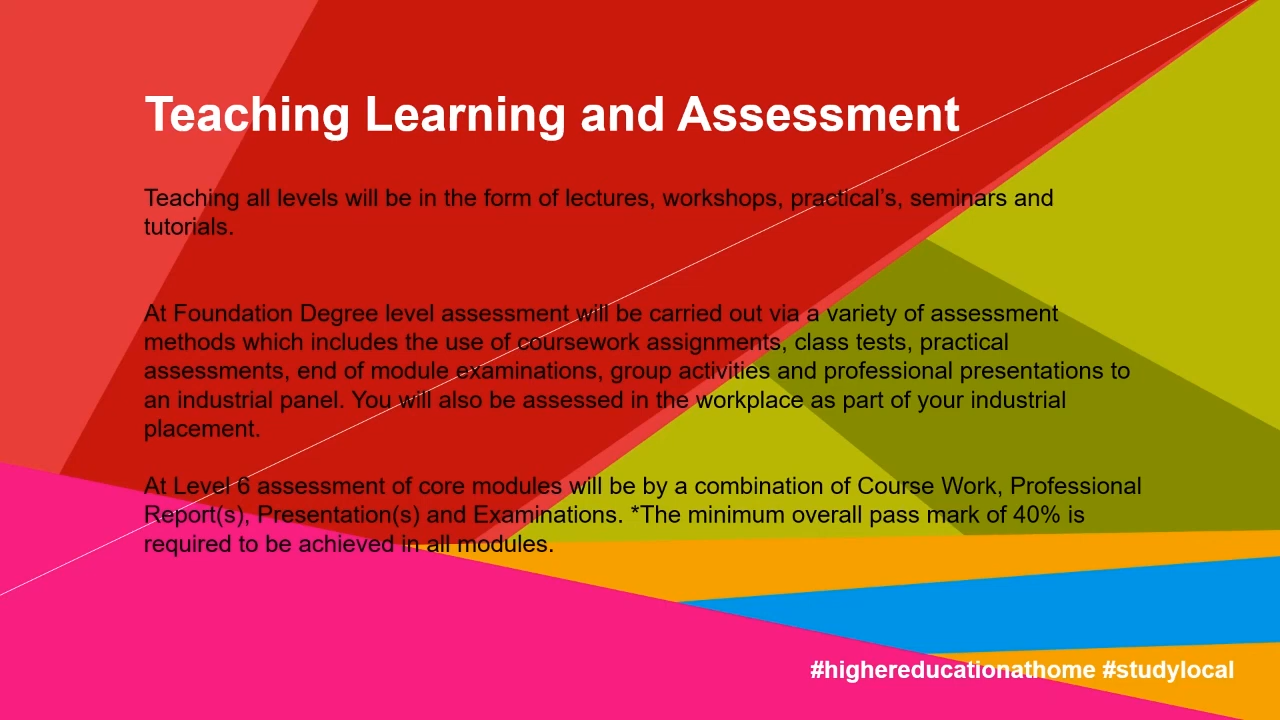 Teaching Learning and Assessment
Teaching all levels will be in the form of lectures, workshops, practical’s, seminars and
tutorials.
At Foundation Degree level assessment will be carried out via a variety of assessment
methods which includes the use of coursework assignments, class tests, practical
assessments, end of module examinations, group activities and professional presentations to
an industrial panel. You will also be assessed in the workplace as part of your industrial
placement.
At Level 6 assessment of core modules will be by a combination of Course Work, Professional
Report(s), Presentation(s) and Examinations. *The minimum overall pass mark of 40% is
required to be achieved in all modules.
#highereducationathome #studylocal